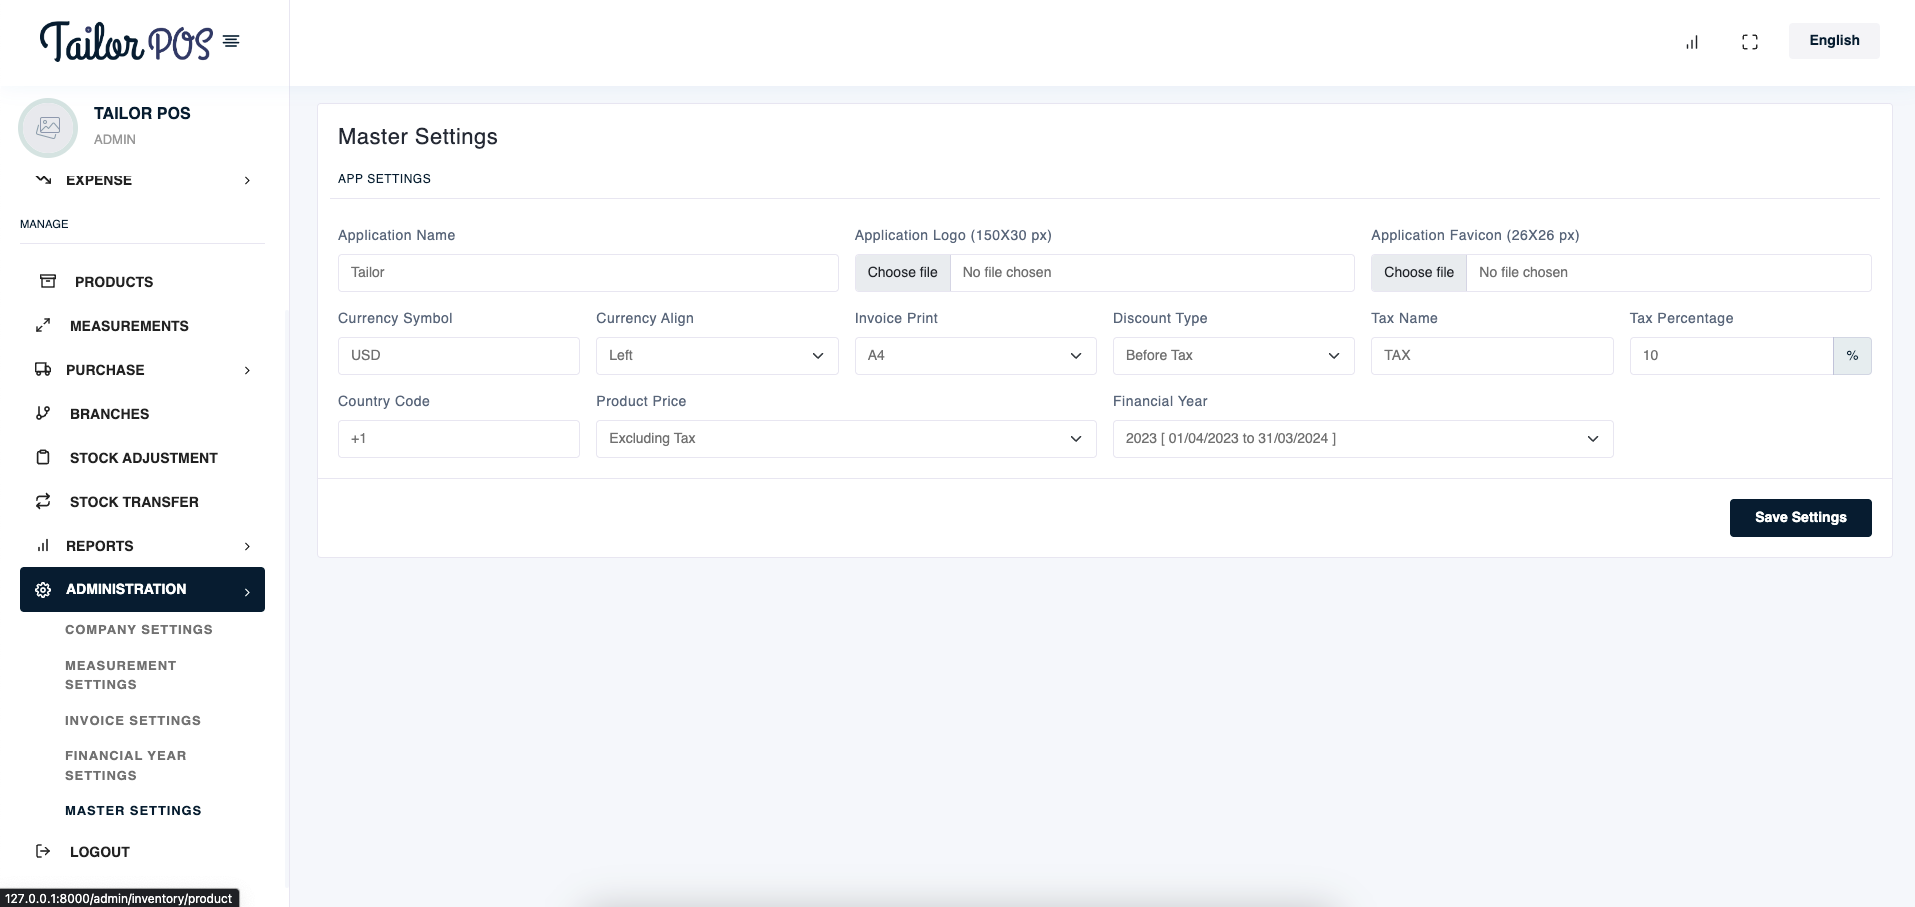 Tailor POS
English
TAILOR POS
ADMIN
EXPENSE
MANAGE
PRODUCTS
MEASUREMENTS
PURCHASE
BRANCHES
STOCK ADJUSTMENT
STOCK TRANSFER
REPORTS
ADMINISTRATION
COMPANY SETTINGS
MEASUREMENT
SETTINGS
INVOICE SETTINGS
FINANCIAL YEAR
SETTINGS
MASTER SETTINGS
LOGOUT
127.0.0.1:8000/admin/inventory/product
Master Settings
APP SETTINGS
Application Name
Tailor
Application Logo (150X30 px)
Choose file No file chosen
Application Favicon (26X26 px)
Choose file No file chosen
Currency Symbol
USD
Currency Align
Left
Invoice Print
A4
Discount Type
Before Tax
Tax Name
TAX
Tax Percentage
10 %
Country Code
+1
Product Price
Excluding Tax
Financial Year
2023 [ 01/04/2023 to 31/03/2024 ]
Save Settings